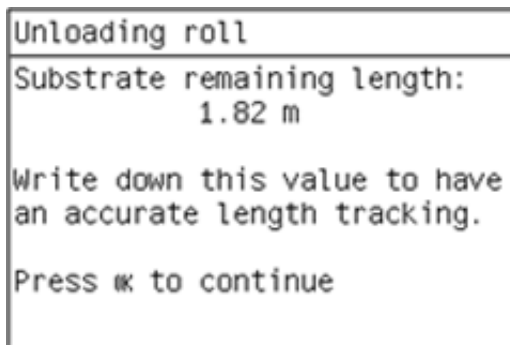 Unloading roll
Substrate remaining length:
1.82 m
Write down this value to have
an accurate length tracking.
Press OK to continue